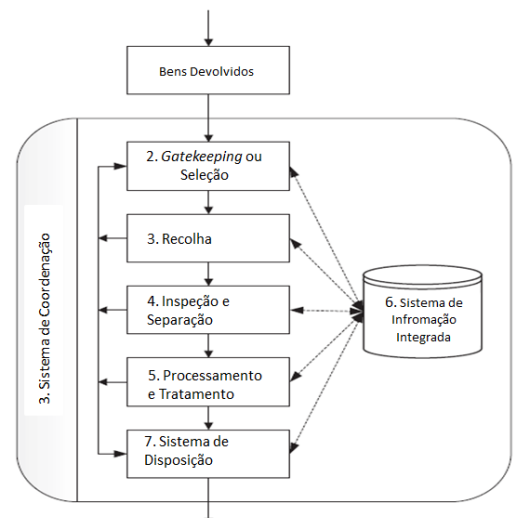 Bens Devolvidos
2. Gatekeeping ou
Seleção
3. Recolha
4. Inspeção e
Separação
5. Processamento
e Tratamento
7. Sistema de
Disposição
3. Sistema de Coordenação
6. Sistema de
Infromação
Integrada